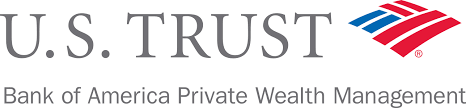 U.S. TRUST ®
Bank of America Private Wealth Management